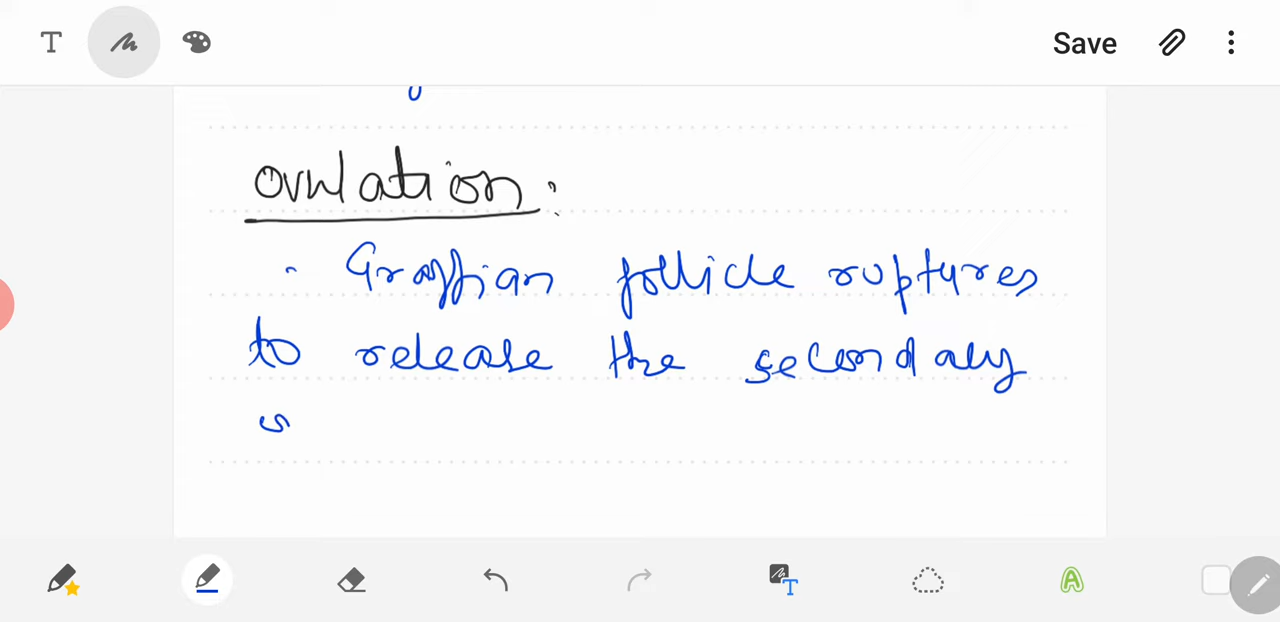 T Save
ovulation:
· Graffian follicle ruptures
to release the secondary